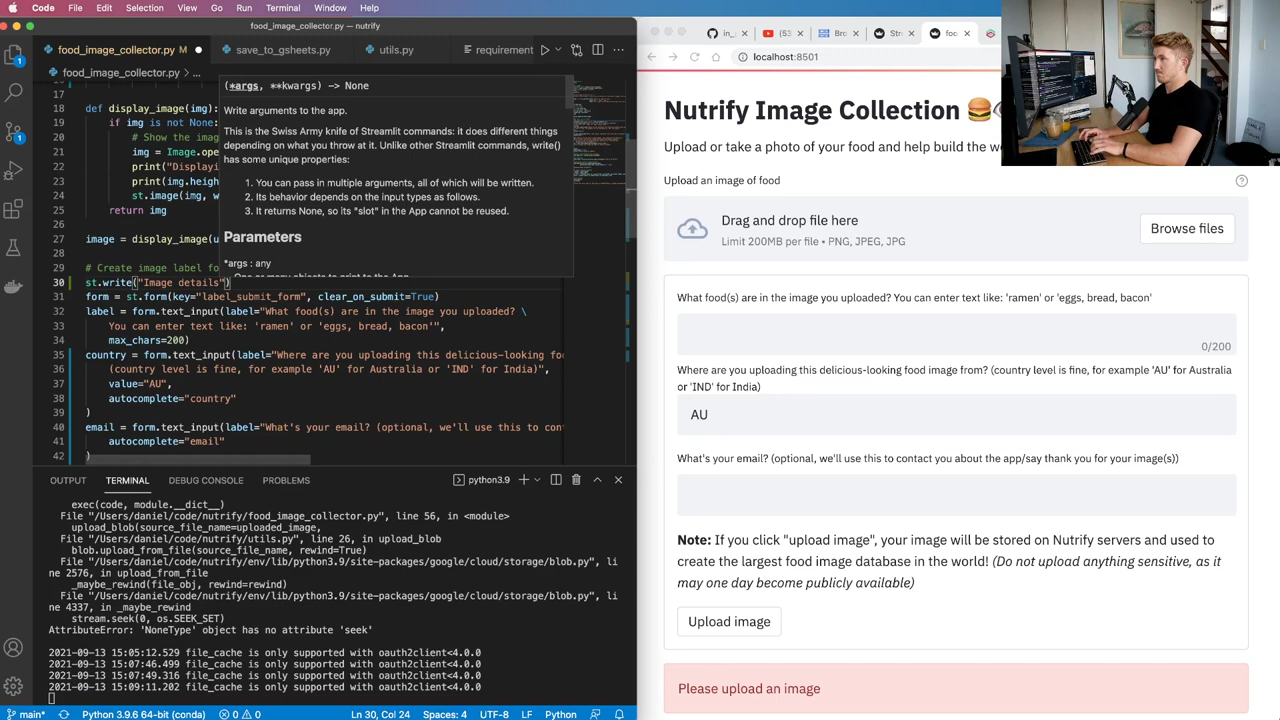 Code File Edit Selection View Go Run Terminal Window Help
food_image_collector.py — nutrify
food_image_collector.py M
save_to_gsheets.py
utils.py
requirement
food_image_collector.py > ...
(*args, **kwargs) -> None
Write arguments to the app.
This is the Swiss Army knife of Streamlit commands: it does different things
depending on what you throw at it. Unlike other Streamlit commands, write()
has some unique properties:
1. You can pass in multiple arguments, all of which will be written.
2. Its behavior depends on the input types as follows.
3. It returns None, so its "slot" in the App cannot be reused.
Parameters
*args : any
One or many objects to print to the App
17
18 def display_image(img):
19 if img is not None:
20 # Show the imag
21 img = Image.ope
22 print("Displayi
23 print(img.heigh
24 st.image(img, w
25 return img
26
27 image = display_image(u
28
29 # Create image label fo
30 st.write("Image details")
31 form = st.form(key="label_submit_form", clear_on_submit=True)
32 label = form.text_input(label="What food(s) are in the image you uploaded? \
33 You can enter text like: 'ramen' or 'eggs, bread, bacon'",
34 max_chars=200)
35 country = form.text_input(label="Where are you uploading this delicious-looking fo
36 (country level is fine, for example 'AU' for Australia or 'IND' for India)",
37 value="AU",
38 autocomplete="country"
39 )
40 email = form.text_input(label="What's your email? (optional, we'll use this to con
41 autocomplete="email"
42 )
OUTPUT TERMINAL DEBUG CONSOLE PROBLEMS
python3.9
exec(code, module.__dict__)
File "/Users/daniel/code/nutrify/food_image_collector.py", line 56, in <module>
upload_blob(source_file_name=uploaded_image,
File "/Users/daniel/code/nutrify/utils.py", line 26, in upload_blob
blob.upload_from_file(source_file_name, rewind=True)
File "/Users/daniel/code/nutrify/env/lib/python3.9/site-packages/google/cloud/storage/blob.py", li
ne 2576, in upload_from_file
_maybe_rewind(file_obj, rewind=rewind)
File "/Users/daniel/code/nutrify/env/lib/python3.9/site-packages/google/cloud/storage/blob.py", li
ne 4337, in _maybe_rewind
stream.seek(0, os.SEEK_SET)
AttributeError: 'NoneType' object has no attribute 'seek'
2021-09-13 15:05:12.529 file_cache is only supported with oauth2client<4.0.0
2021-09-13 15:07:46.499 file_cache is only supported with oauth2client<4.0.0
2021-09-13 15:07:49.316 file_cache is only supported with oauth2client<4.0.0
2021-09-13 15:09:11.202 file_cache is only supported with oauth2client<4.0.0
main* Python 3.9.6 64-bit (conda) 0 0 Ln 30, Col 24 Spaces: 4 UTF-8 LF Python
in_
(53
Bro
Str
foo
localhost:8501
Nutrify Image Collection
Upload or take a photo of your food and help build the wo
Upload an image of food
Drag and drop file here
Limit 200MB per file • PNG, JPEG, JPG
Browse files
What food(s) are in the image you uploaded? You can enter text like: 'ramen' or 'eggs, bread, bacon'
0/200
Where are you uploading this delicious-looking food image from? (country level is fine, for example 'AU' for Australia
or 'IND' for India)
AU
What's your email? (optional, we'll use this to contact you about the app/say thank you for your image(s))
Note: If you click "upload image", your image will be stored on Nutrify servers and used to
create the largest food image database in the world! (Do not upload anything sensitive, as it
may one day become publicly available)
Upload image
Please upload an image